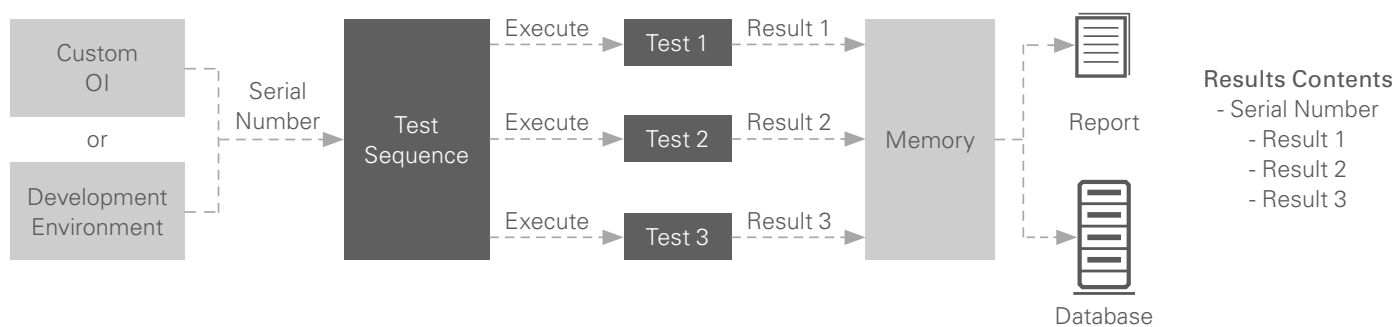 Custom
OI
or
Development
Environment
Serial
Number
Test
Sequence
Execute
Test 1
Result 1
Execute
Test 2
Result 2
Execute
Test 3
Result 3
Memory
Report
Database
Results Contents
- Serial Number
- Result 1
- Result 2
- Result 3